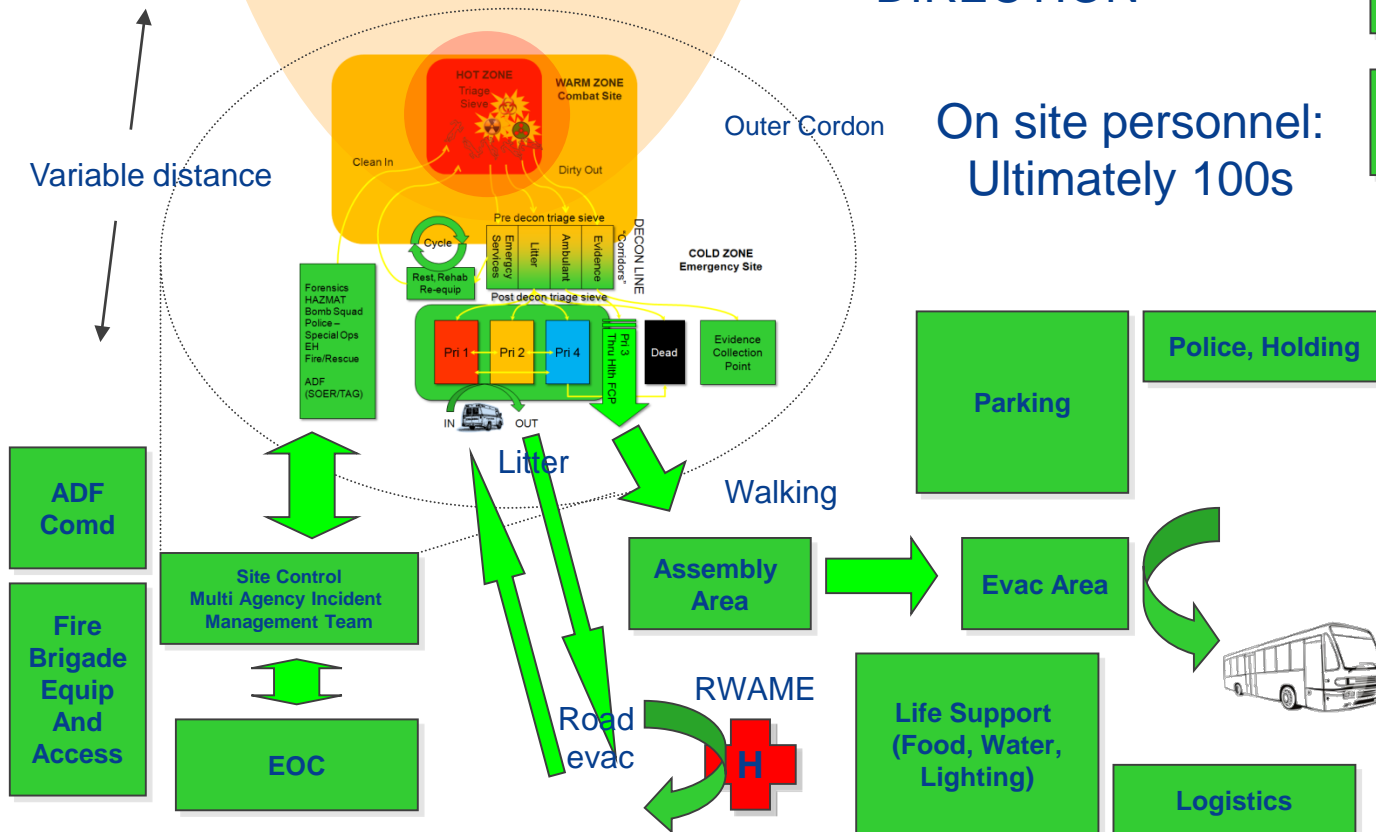 DIRECTION
On site personnel:
Ultimately 100s
Variable distance
Outer Cordon
HOT ZONE
Triage
Sieve
WARM ZONE
Combat Site
Clean In
Dirty Out
Pre decon triage sieve
Cycle
Rest, Rehab
Re-equip
Emergcy
Services
Litter
Ambulant
Evidence
"Corridors"
DECON LINE
COLD ZONE
Emergency Site
Post decon triage sieve
Forensics
HAZMAT
Bomb Squad
Police –
Special Ops
EH
Fire/Rescue
ADF
(SOER/TAG)
Pri 1
Pri 2
Pri 4
Pri 3
Thru Hlth FCP
Dead
Evidence
Collection
Point
IN
OUT
Litter
Walking
Parking
Police, Holding
ADF
Comd
Site Control
Multi Agency Incident
Management Team
Assembly
Area
Evac Area
Fire
Brigade
Equip
And
Access
EOC
Road
evac
RWAME
H
Life Support
(Food, Water,
Lighting)
Logistics